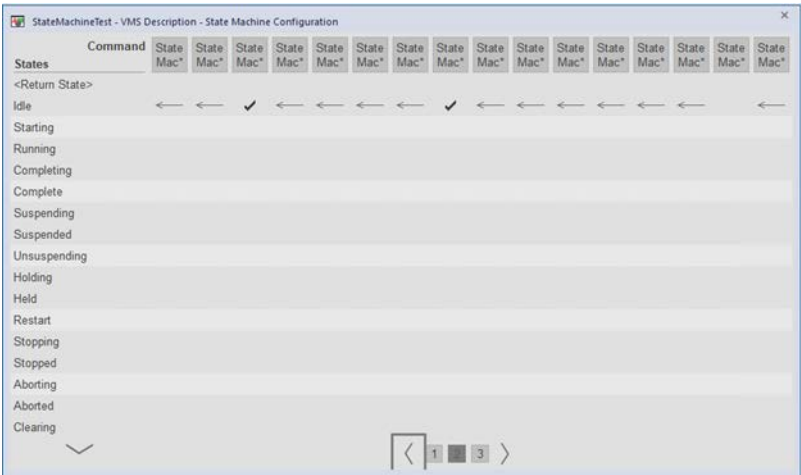 StateMachineTest - VMS Description - State Machine Configuration
Command State State State State State State State State State State State State State State State State
States Mac* Mac* Mac* Mac* Mac* Mac* Mac* Mac* Mac* Mac* Mac* Mac* Mac* Mac* Mac* Mac*
<Return State>
Idle
Starting
Running
Completing
Complete
Suspending
Suspended
Unsuspending
Holding
Held
Restart
Stopping
Stopped
Aborting
Aborted
Clearing
1 2 3